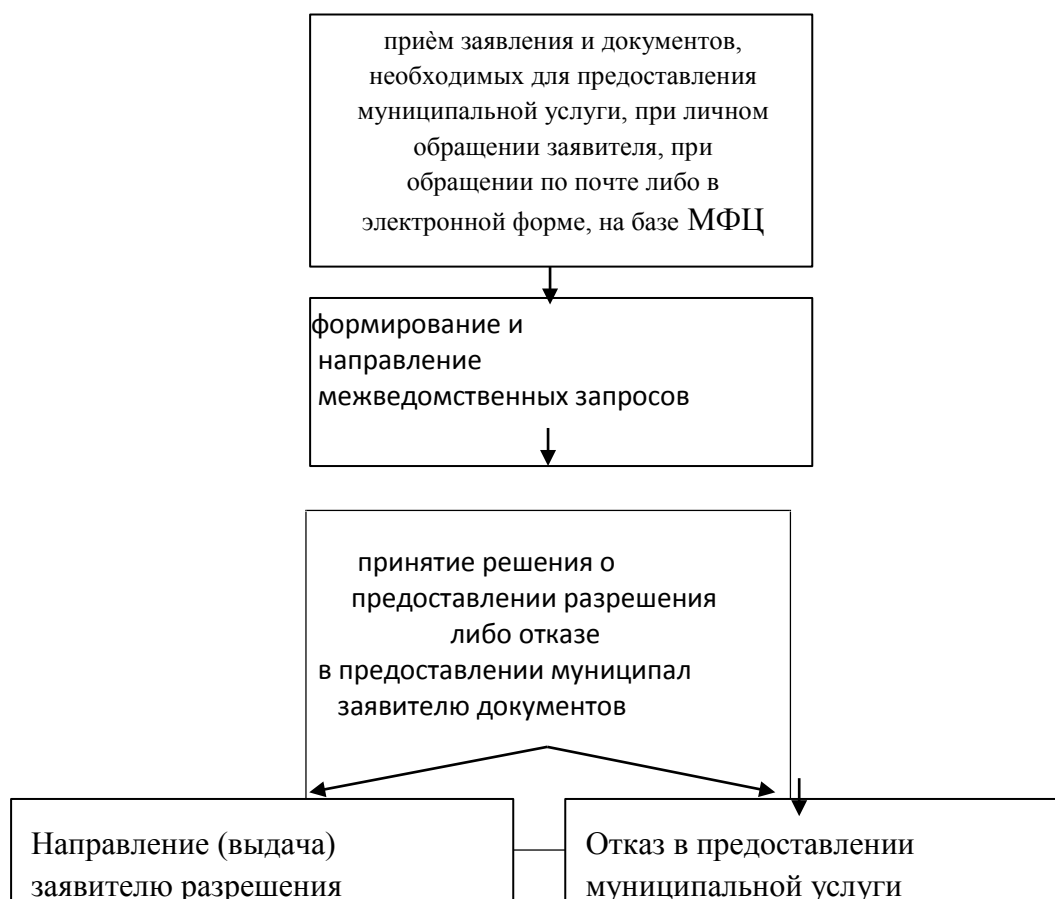 приѐм заявления и документов,
необходимых для предоставления
муниципальной услуги, при личном
обращении заявителя, при
обращении по почте либо в
электронной форме, на базе МФЦ
формирование и
направление
межведомственных запросов
принятие решения о
предоставлении разрешения
либо отказе
в предоставлении муниципал
заявителю документов
Направление (выдача)
заявителю разрешения
Отказ в предоставлении
муниципальной услуги